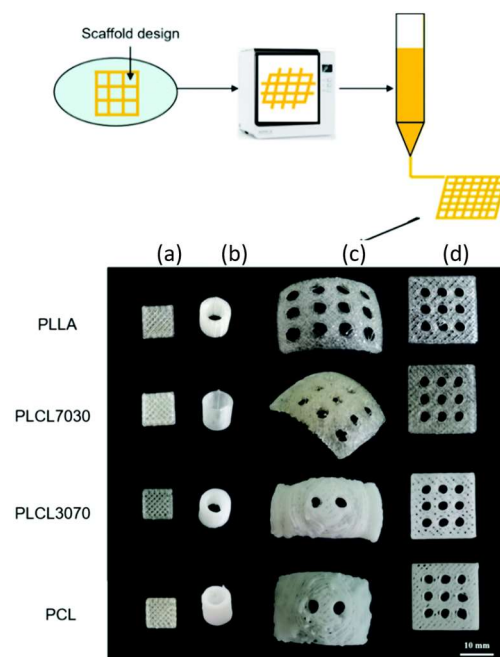 Scaffold design
(a) (b) (c) (d)
PLLA
PLCL7030
PLCL3070
PCL
10 mm